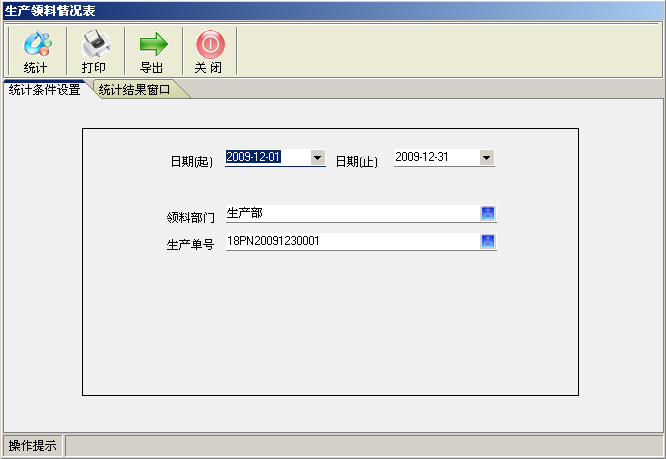 生产领料情况表
统计 打印 导出 关 闭
统计条件设置 统计结果窗口
日期(起) 2009-12-01 日期(止) 2009-12-31
领料部门 生产部
生产单号 18PN20091230001
操作提示